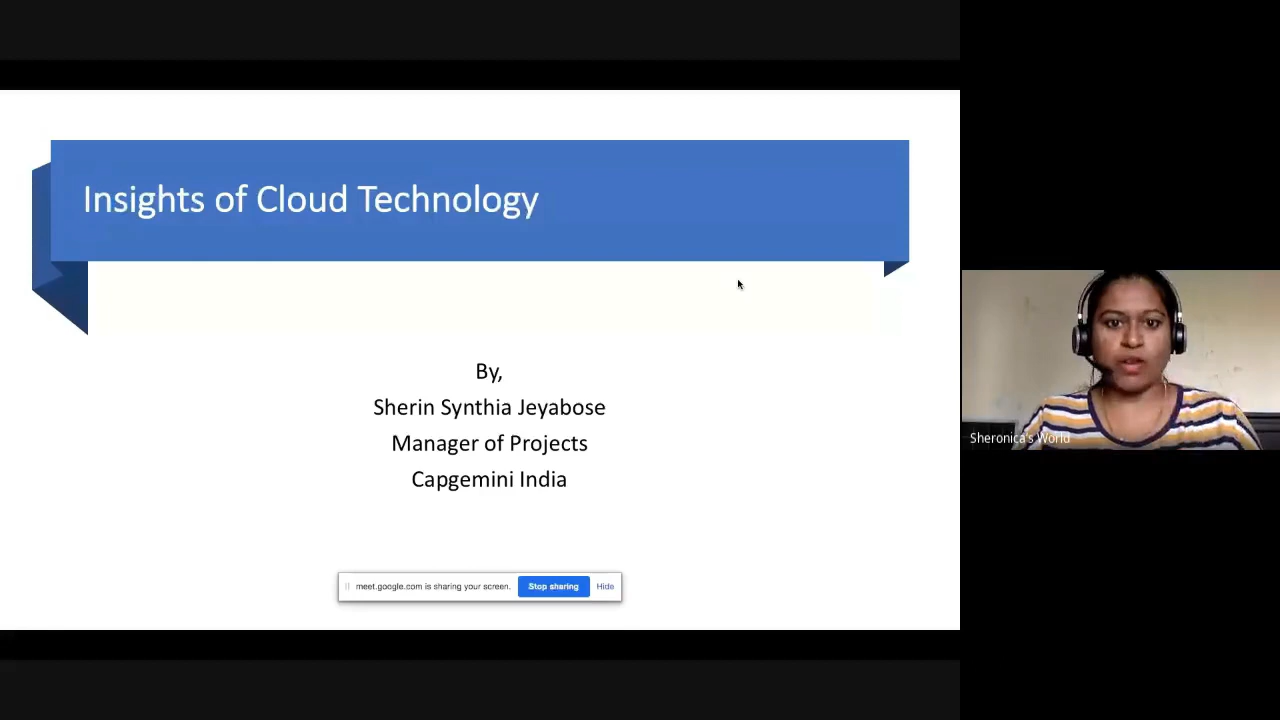 Insights of Cloud Technology
By,
Sherin Synthia Jeyabose
Manager of Projects
Capgemini India
meet.google.com is sharing your screen.
Stop sharing
Hide
Sheronica's World